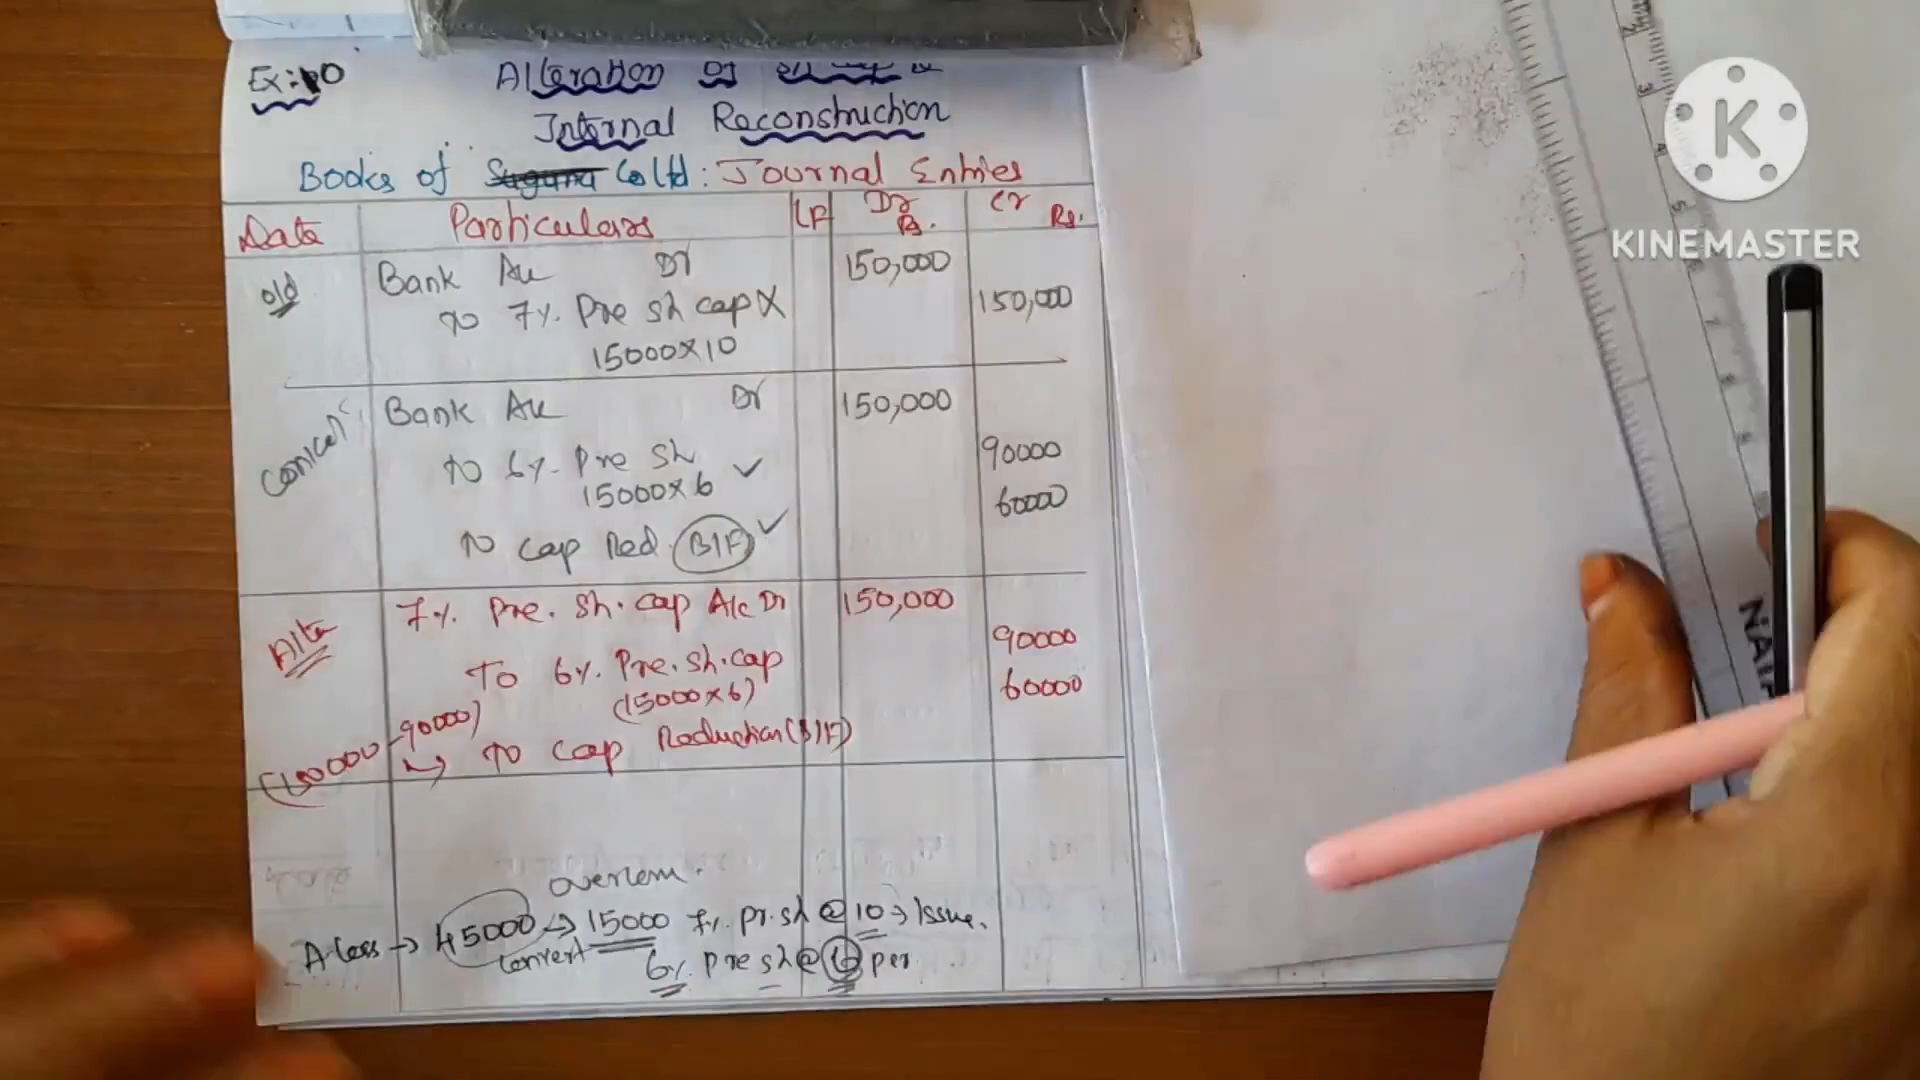 Ex:10
Alteration of sh cap &
Internal Reconstruction
Books of Co Ltd: Journal Entries
Date Particulars LF Dr Rs. Cr Rs.
old Bank A/c Dr 150,000
To 7% Pre sh cap 150,000
15000×10
Bank A/c Dr 150,000
To 6% Pre Sh 90000
15000×6
60000
To Cap Red (B/F)
Alte 7% Pre. Sh. cap A/c Dr 150,000
To 6% Pre. sh. cap 90000
(15000×6) 60000
-90000)
To Cap Reduction (B/F)
(150000
45000 → 15000 7% pr. sh @ 10 → Issue.
convert
6% pre sh @ 6 per
KINEMASTER
K